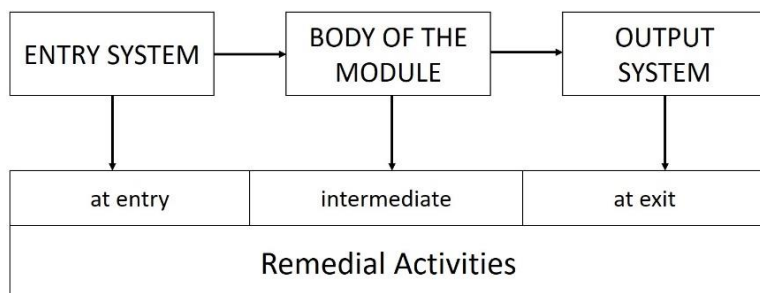 ENTRY SYSTEM
BODY OF THE
MODULE
OUTPUT
SYSTEM
at entry
intermediate
at exit
Remedial Activities